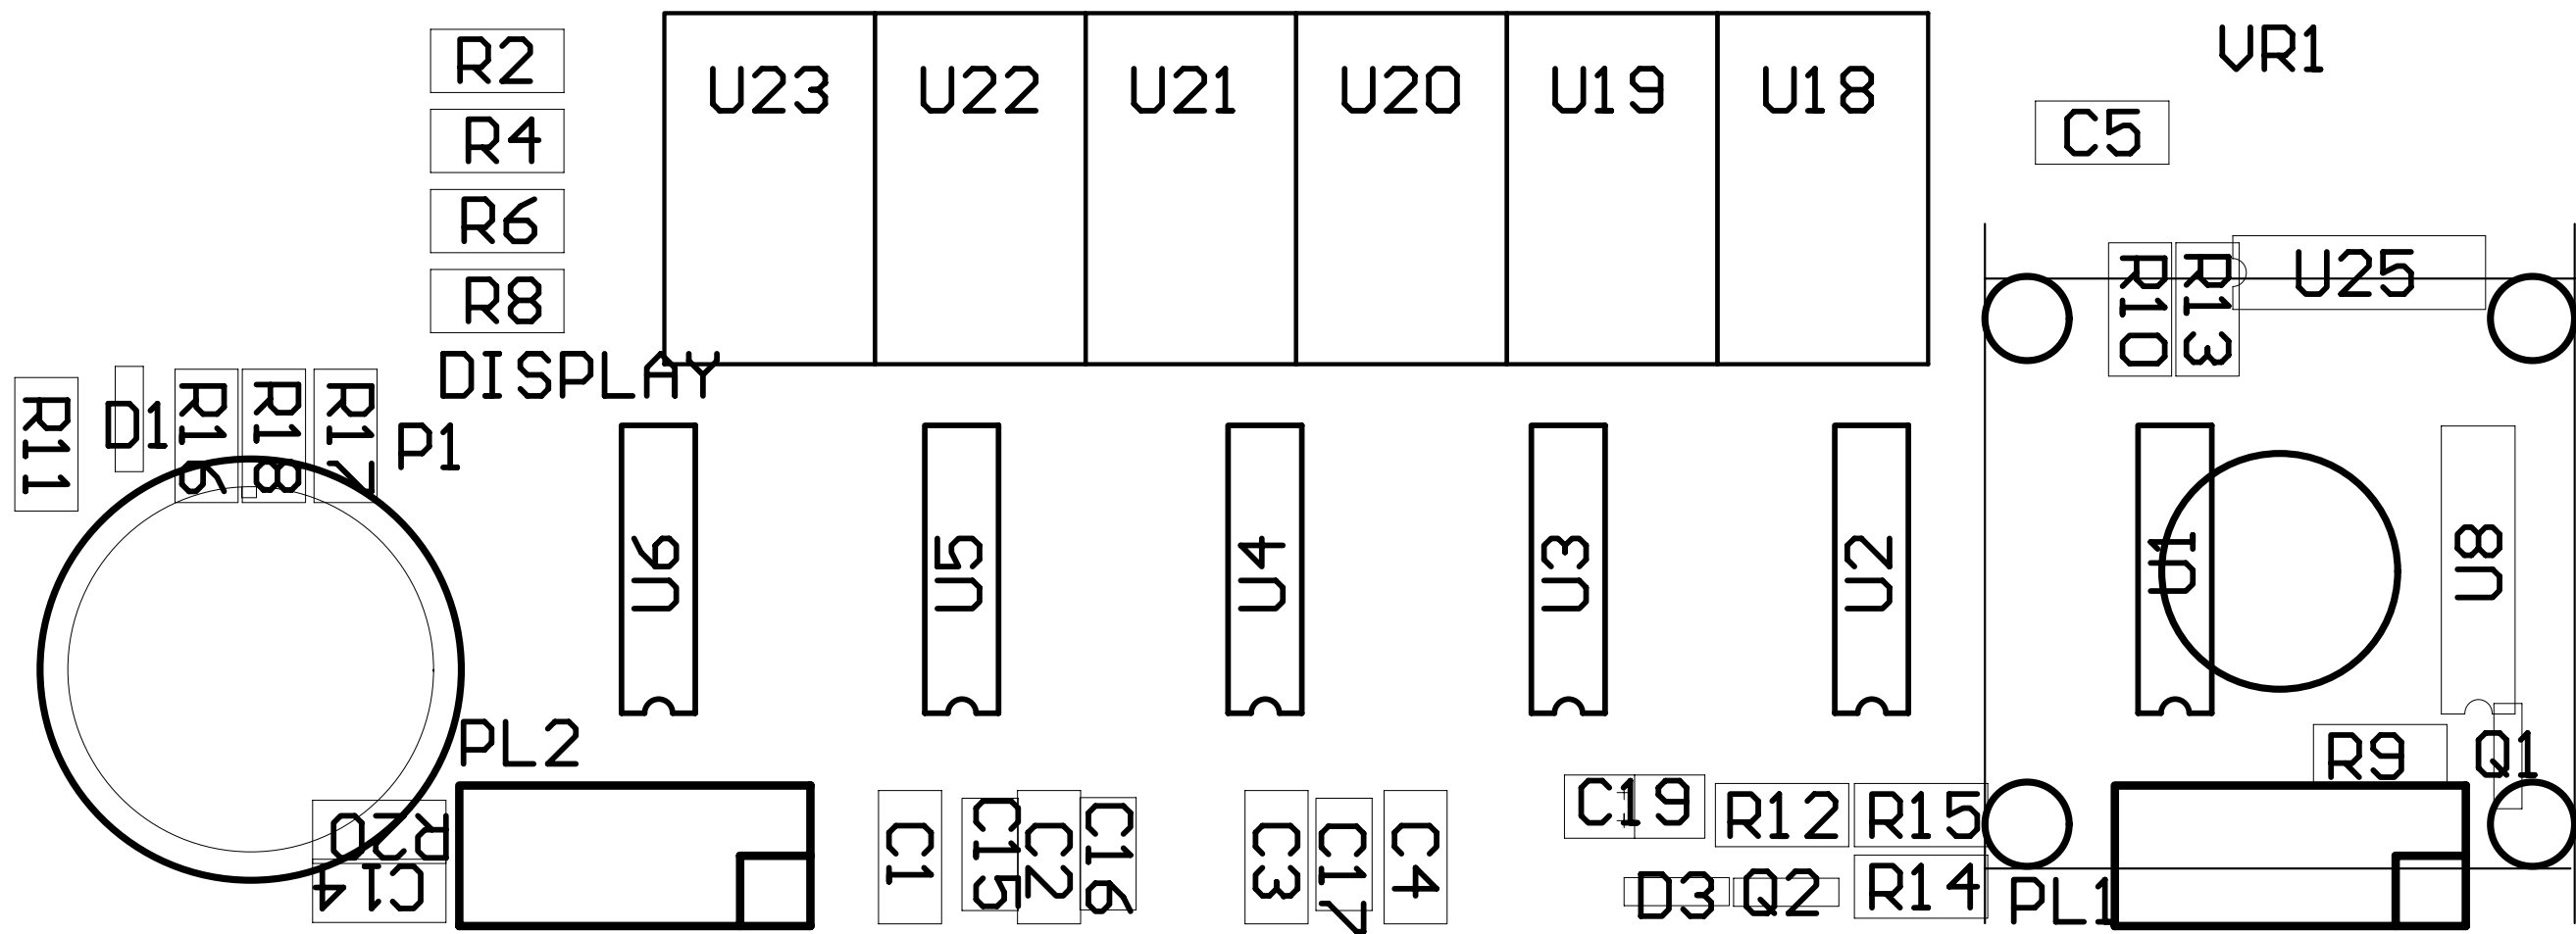 R2
U23 U22 U21 U20 U19 U18
VR1
R4
C5
R6
R8
R10 R13 U25
DISPLAY
R11 D1 R16 R18 R17 P1
U6 U5 U4 U3 U2 U1 U8
PL2
R9 Q1
R20
C1 C15 C2 C16 C3 C17 C4
C19 R12 R15
C14
D3 Q2 R14 PL1